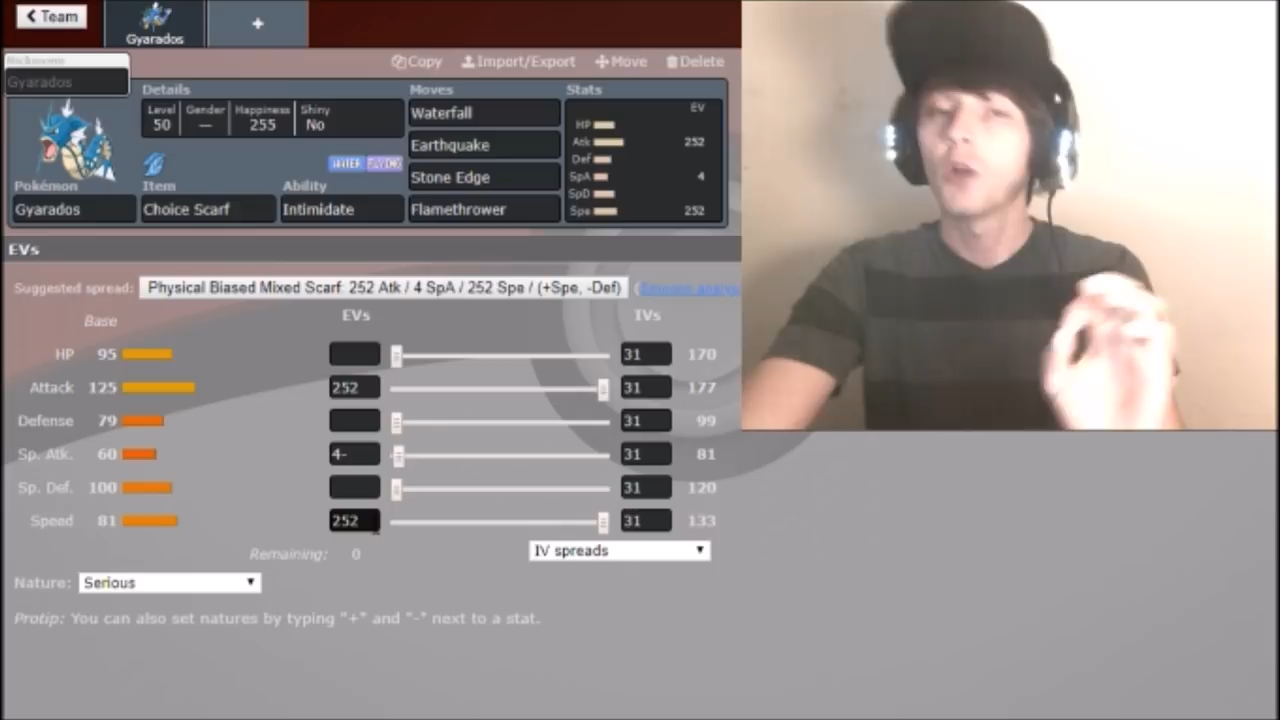 Team
Gyarados
+
Copy Import/Export Move Delete
Nickname
Gyarados
Details
Moves
Stats
Level Gender Happiness Shiny
50 — 255 No
EV
HP
Atk 252
Def
SpA 4
SpD
Spe 252
Waterfall
Earthquake
Stone Edge
Flamethrower
WATER FLYING
Pokémon Item Ability
Gyarados Choice Scarf Intimidate
EVs
Suggested spread: Physical Biased Mixed Scarf: 252 Atk / 4 SpA / 252 Spe / (+Spe, -Def) (
Base EVs IVs
HP 95 31 170
Attack 125 252 31 177
Defense 79 31 99
Sp. Atk. 60 4- 31 81
Sp. Def. 100 31 120
Speed 81 252 31 133
Remaining: 0
IV spreads
Nature: Serious
Protip: You can also set natures by typing "+" and "-" next to a stat.